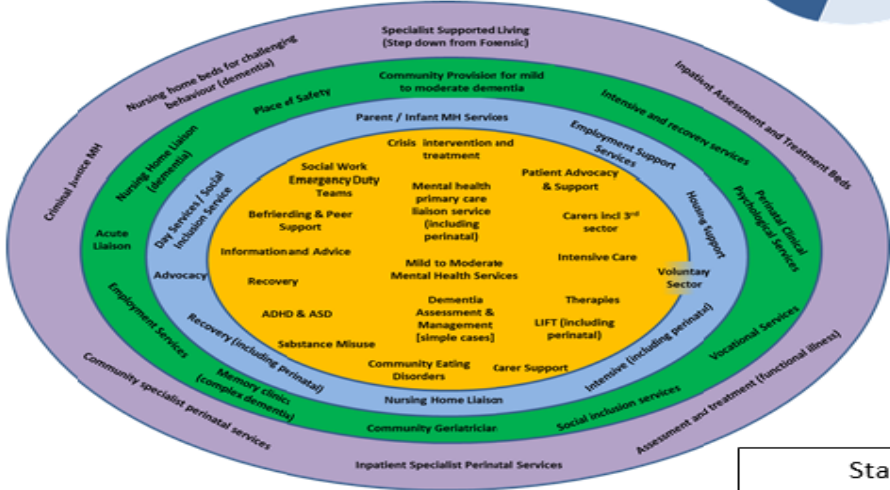 Specialist Supported Living
(Step down from Forensic)
Nursing home beds for challenging
behaviour (dementia)
Inpatient Assessment and Treatment Beds
Criminal Justice MH
Community specialist perinatal services
Assessment and treatment (functional illness)
Inpatient Specialist Perinatal Services
Community Provision for mild
to moderate dementia
Place of Safety
Intensive and recovery services
Nursing Home Liaison
(dementia)
Perinatal Clinical
Psychological Services
Acute
Liaison
Employment Services
Vocational Services
Memory clinics
(complex dementia)
Social inclusion services
Community Geriatrician
Parent / Infant MH Services
Employment Support
Services
Day Services / Social
Inclusion Service
Housing Support
Advocacy
Voluntary
Sector
Recovery (including perinatal)
Intensive (including perinatal)
Nursing Home Liaison
Crisis intervention and
treatment
Social Work
Emergency Duty
Teams
Patient Advocacy
& Support
Mental health
primary care
liaison service
(including
perinatal)
Befrierding & Peer
Support
Carers incl 3rd
sector
Information and Advice
Intensive Care
Mild to Moderate
Mental Health Services
Recovery
Dementia
Assessment &
Management
[simple cases)
Therapies
ADHD & ASD
LIFT (including
perinatal)
Substance Misuse
Community Eating
Disorders
Carer Support
Sta